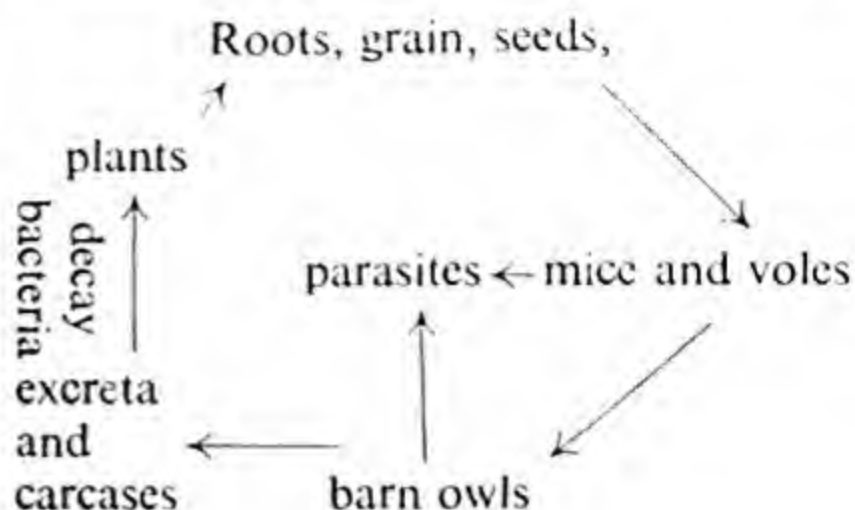 Roots, grain, seeds,
plants
decay
bacteria
parasites
mice and voles
excreta
and
carcases
barn owls